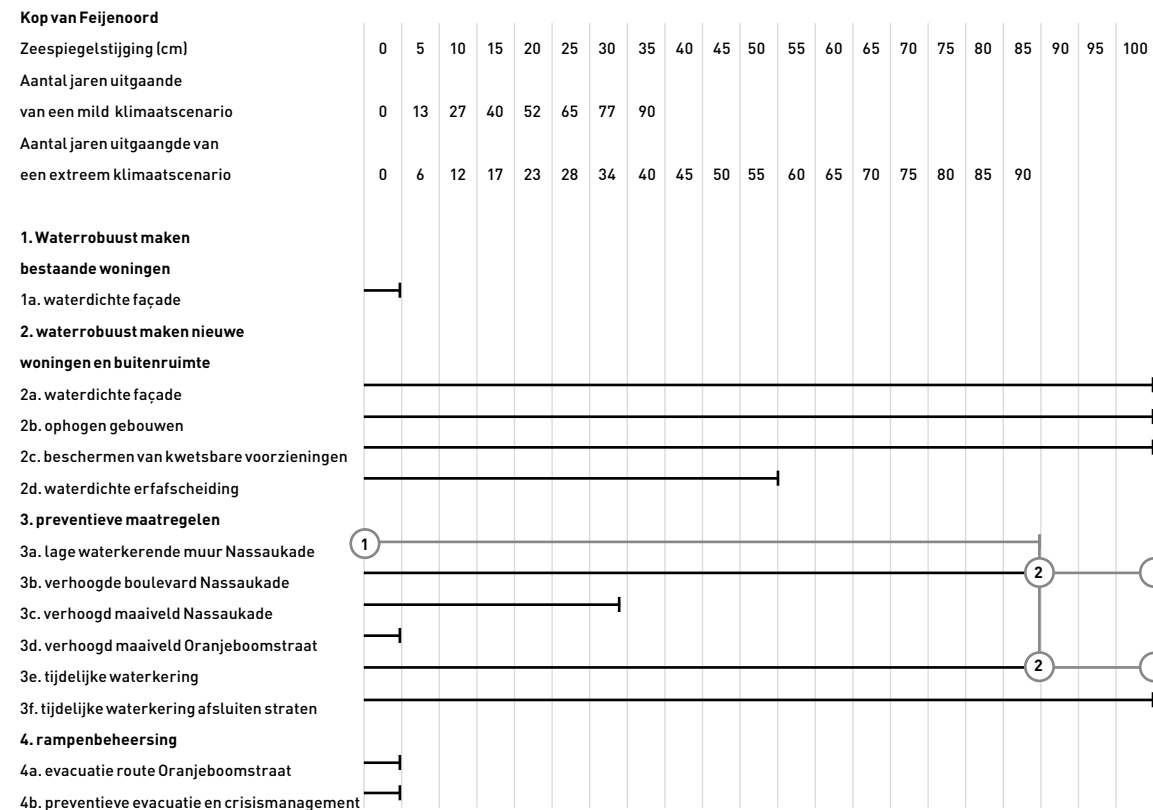 Kop van Feijenoord
Zeespiegelstijging (cm) 0 5 10 15 20 25 30 35 40 45 50 55 60 65 70 75 80 85 90 95 100
Aantal jaren uitgaande
van een mild klimaatscenario 0 13 27 40 52 65 77 90
Aantal jaren uitgaangde van
een extreem klimaatscenario 0 6 12 17 23 28 34 40 45 50 55 60 65 70 75 80 85 90
1. Waterrobuust maken
bestaande woningen
1a. waterdichte façade
2. waterrobuust maken nieuwe
woningen en buitenruimte
2a. waterdichte façade
2b. ophogen gebouwen
2c. beschermen van kwetsbare voorzieningen
2d. waterdichte erfafscheiding
3. preventieve maatregelen
3a. lage waterkerende muur Nassaukade 1
3b. verhoogde boulevard Nassaukade 2
3c. verhoogd maaiveld Nassaukade
3d. verhoogd maaiveld Oranjeboomstraat
3e. tijdelijke waterkering 2
3f. tijdelijke waterkering afsluiten straten
4. rampenbeheersing
4a. evacuatie route Oranjeboomstraat
4b. preventieve evacuatie en crisismanagement